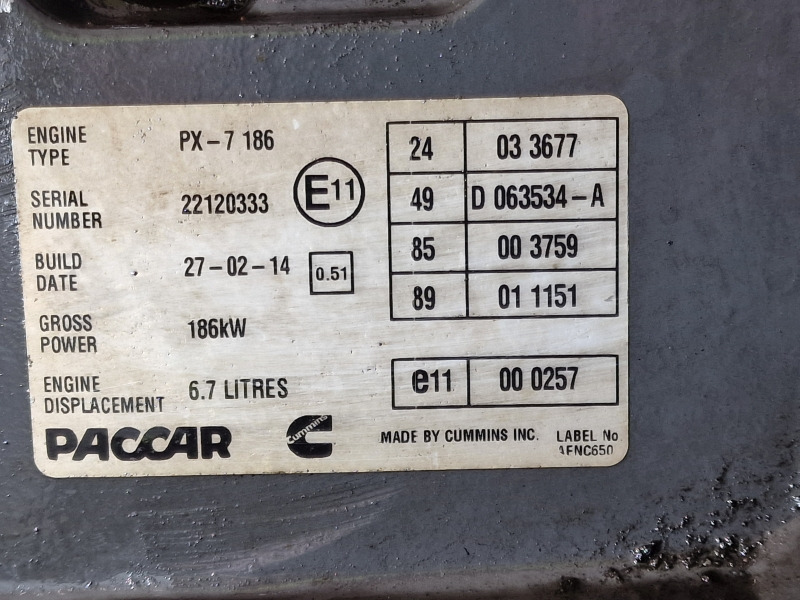 ENGINE TYPE PX-7 186
SERIAL NUMBER 22120333
E11
BUILD DATE 27-02-14
0.51
GROSS POWER 186kW
ENGINE DISPLACEMENT 6.7 LITRES
24 03 3677
49 D 063534-A
85 00 3759
89 01 1151
e11 00 0257
PACCAR
Cummins
MADE BY CUMMINS INC.
LABEL No
AFNC650